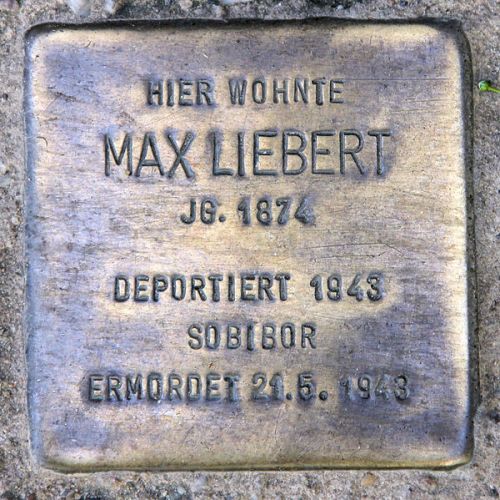 HIER WOHNTE
MAX LIEBERT
JG. 1874
DEPORTIERT 1943
SOBIBOR
ERMORDET 21.5.1943